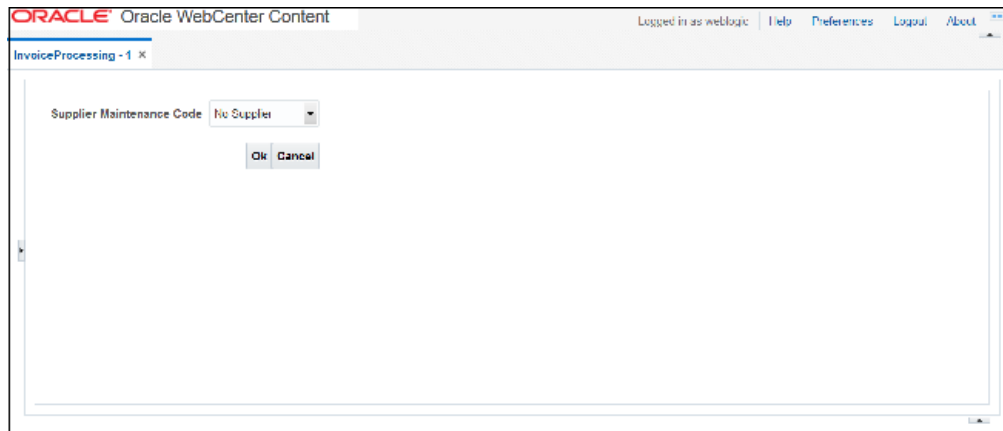 ORACLE Oracle WebCenter Content
Logged in as weblogic Help Preferences Logout About
InvoiceProcessing - 1 ×
Supplier Maintenance Code No Supplier
Ok Cancel